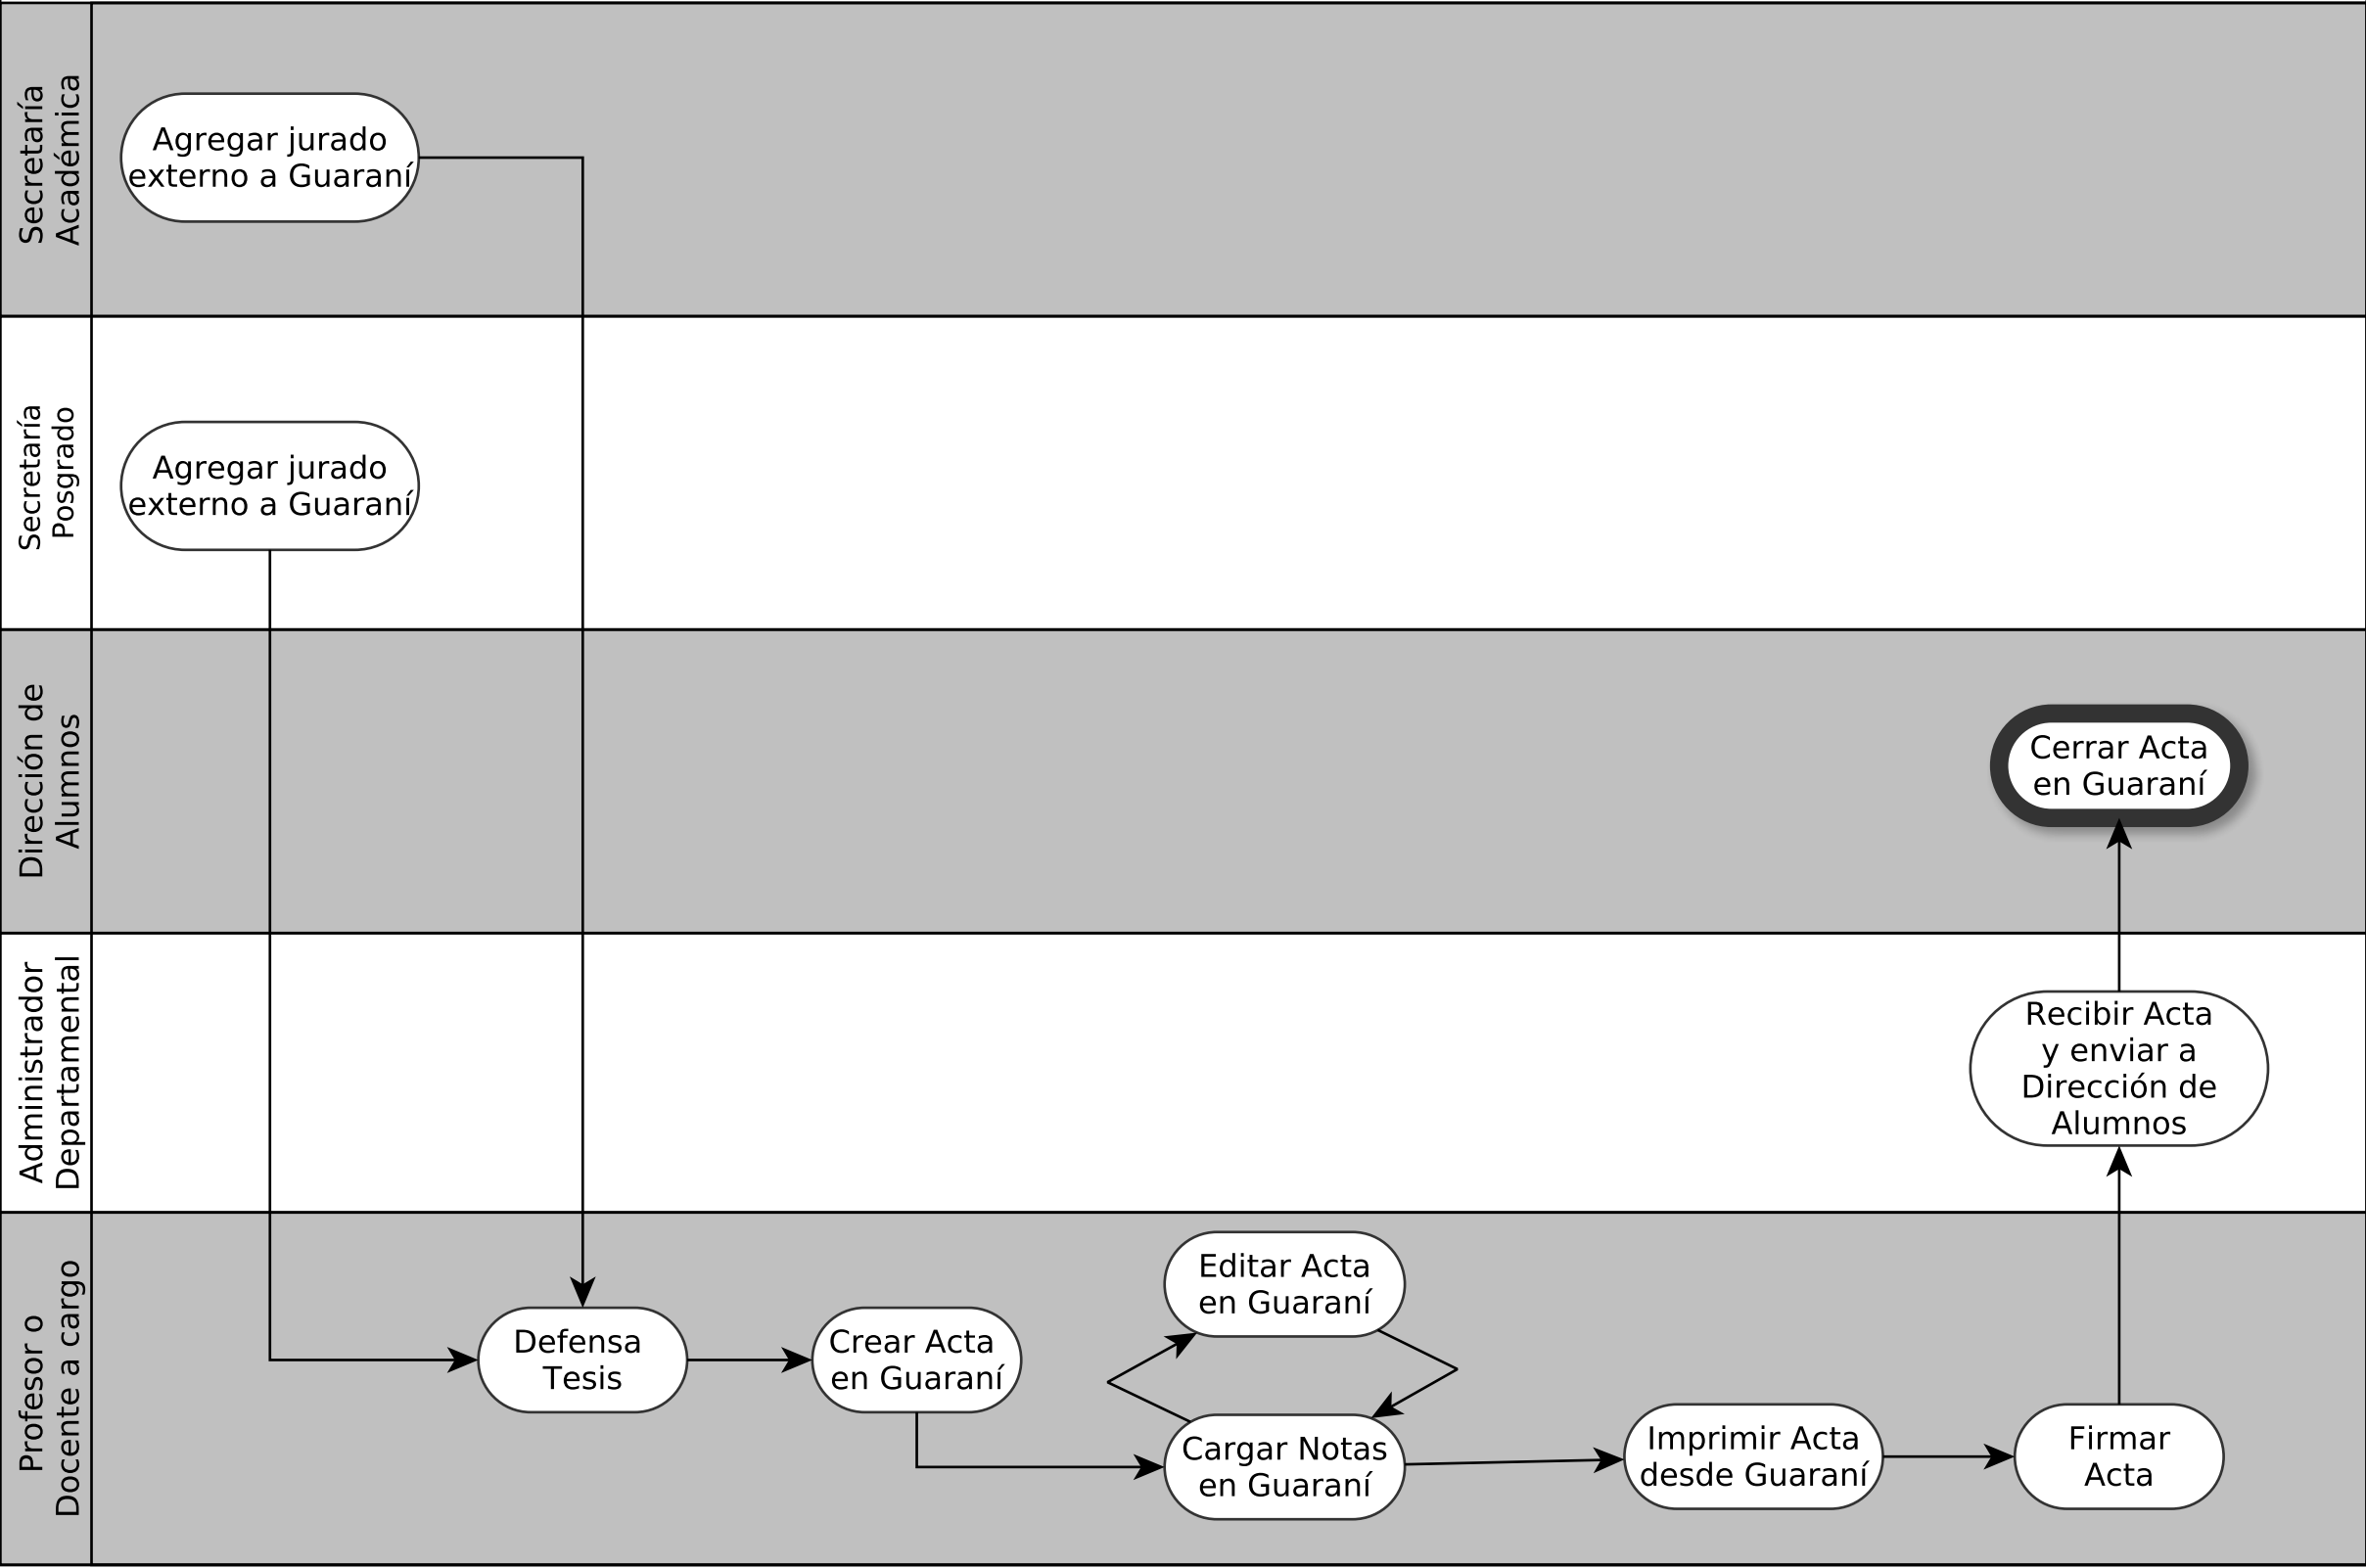 Secretaría
Académica
Agregar jurado
externo a Guaraní
Secretaría
Posgrado
Agregar jurado
externo a Guaraní
Dirección de
Alumnos
Cerrar Acta
en Guaraní
Administrador
Departamental
Recibir Acta
y enviar a
Dirección de
Alumnos
Profesor o
Docente a cargo
Defensa
Tesis
Crear Acta
en Guaraní
Editar Acta
en Guaraní
Cargar Notas
en Guaraní
Imprimir Acta
desde Guaraní
Firmar
Acta